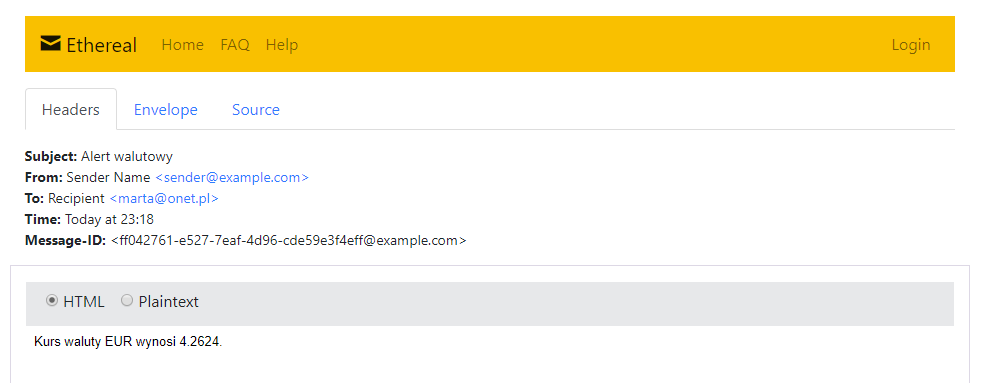 Ethereal Home FAQ Help Login
Headers Envelope Source
Subject: Alert walutowy
From: Sender Name <sender@example.com>
To: Recipient <marta@onet.pl>
Time: Today at 23:18
Message-ID: <ff042761-e527-7eaf-4d96-cde59e3f4eff@example.com>
HTML Plaintext
Kurs waluty EUR wynosi 4.2624.